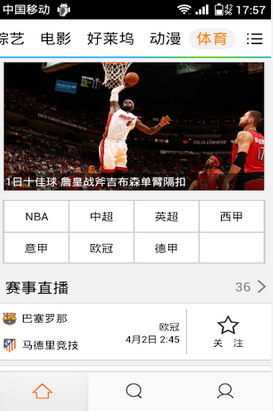 中国移动 42% 17:57
综艺 电影 好莱坞 动漫 体育
1日十佳球 詹皇战斧吉布森单臂隔扣
NBA 中超 英超 西甲
意甲 欧冠 德甲
赛事直播 36
巴塞罗那
欧冠
4月2日 2:45
马德里竞技
关 注